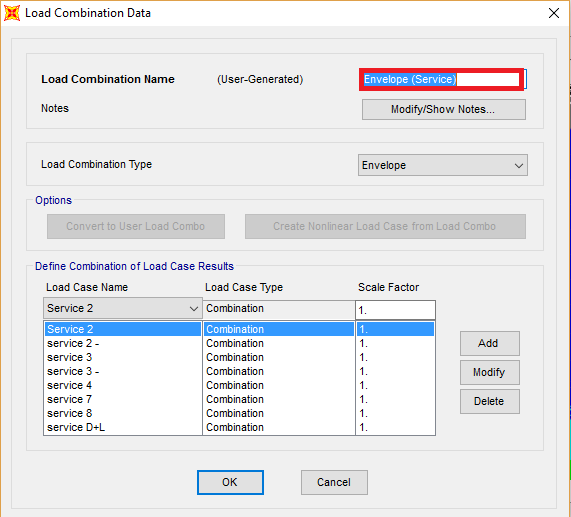 Load Combination Data
Load Combination Name (User-Generated) Envelope (Service)
Notes Modify/Show Notes...
Load Combination Type Envelope
Options
Convert to User Load Combo Create Nonlinear Load Case from Load Combo
Define Combination of Load Case Results
Load Case Name Load Case Type Scale Factor
Service 2 Combination 1.
Service 2 Combination 1.
service 2 - Combination 1.
service 3 Combination 1.
service 3 - Combination 1.
service 4 Combination 1.
service 7 Combination 1.
service 8 Combination 1.
service D+L Combination 1.
Add
Modify
Delete
OK Cancel